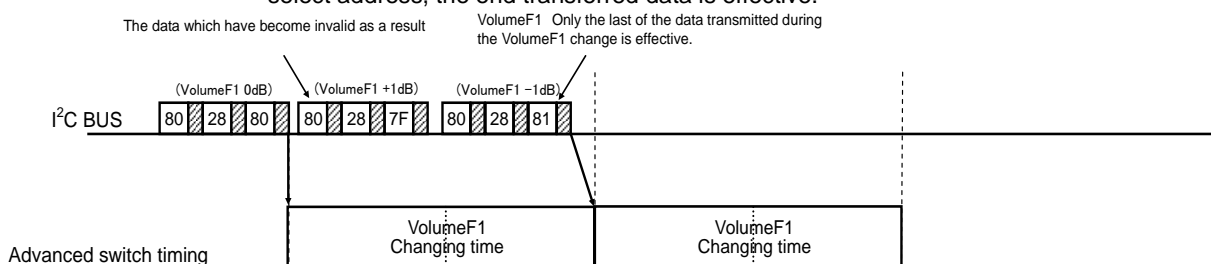 select address, the end transferred data is effective.
The data which have become invalid as a result
VolumeF1 Only the last of the data transmitted during
the VolumeF1 change is effective.
(VolumeF1 0dB)
(VolumeF1 +1dB)
(VolumeF1 -1dB)
I²C BUS
80 28 80
80 28 7F
80 28 81
VolumeF1
Changing time
VolumeF1
Changing time
Advanced switch timing